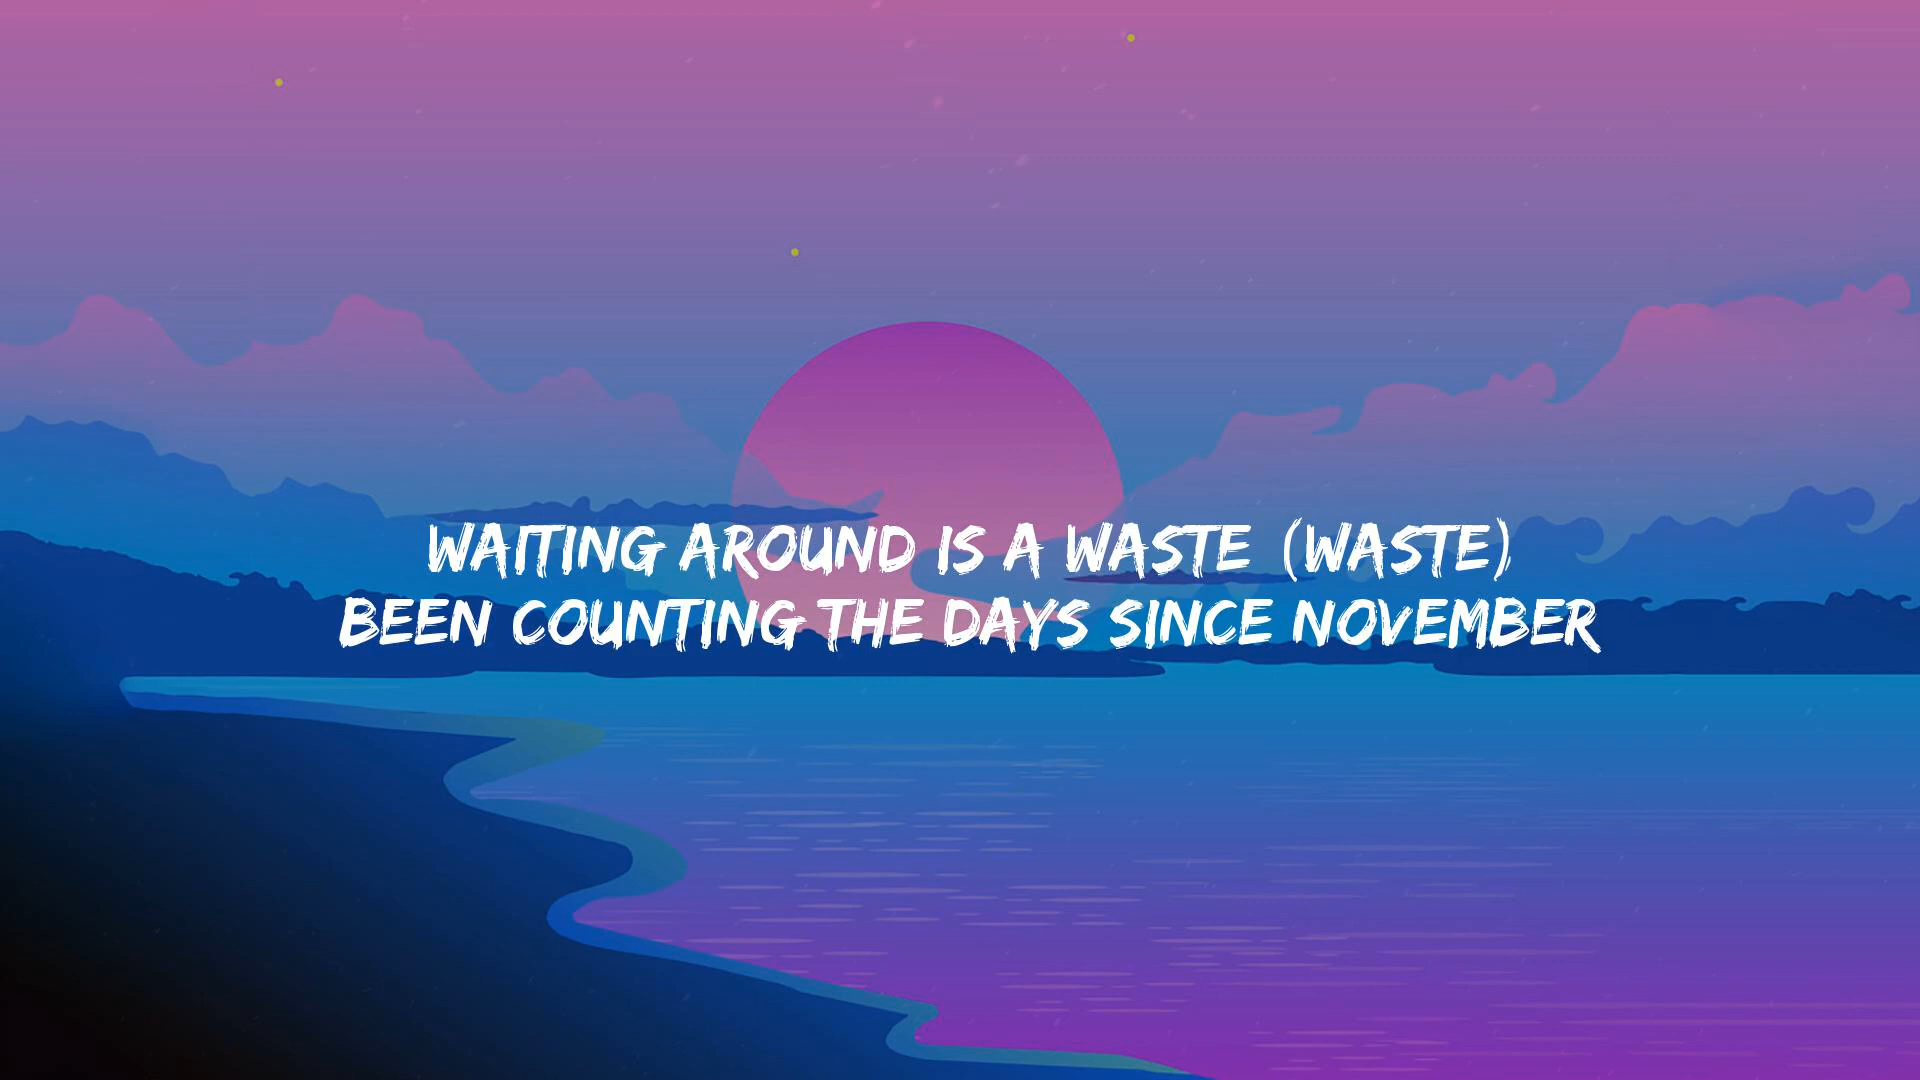 WAITING AROUND IS A WASTE (WASTE)
BEEN COUNTING THE DAYS SINCE NOVEMBER